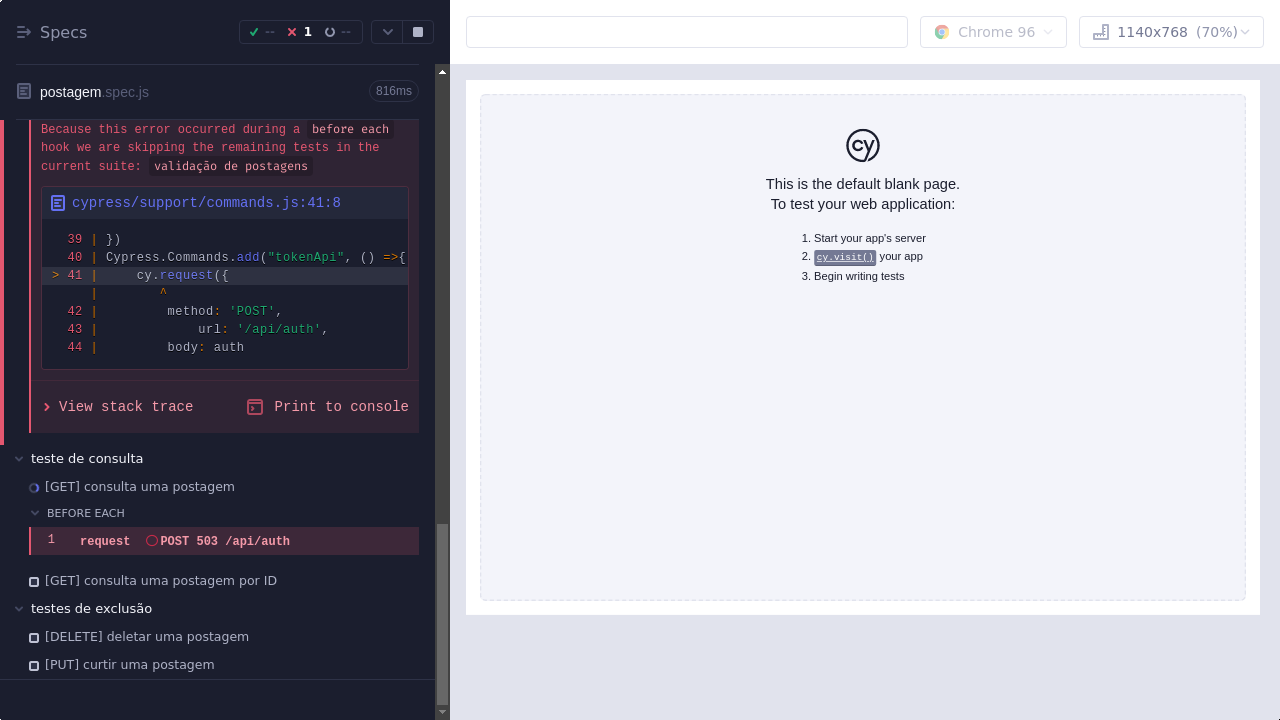 Specs
--
1
--
Chrome 96
1140x768 (70%)
postagem.spec.js
816ms
Because this error occurred during a before each
hook we are skipping the remaining tests in the
current suite: validação de postagens
cypress/support/commands.js:41:8
39 | })
40 | Cypress.Commands.add("tokenApi", () =>{
> 41 |     cy.request({
|        ^
42 |         method: 'POST',
43 |             url: '/api/auth',
44 |         body: auth
View stack trace
Print to console
teste de consulta
[GET] consulta uma postagem
BEFORE EACH
1 request POST 503 /api/auth
[GET] consulta uma postagem por ID
testes de exclusão
[DELETE] deletar uma postagem
[PUT] curtir uma postagem
cy
This is the default blank page.
To test your web application:
1. Start your app's server
2. cy.visit() your app
3. Begin writing tests